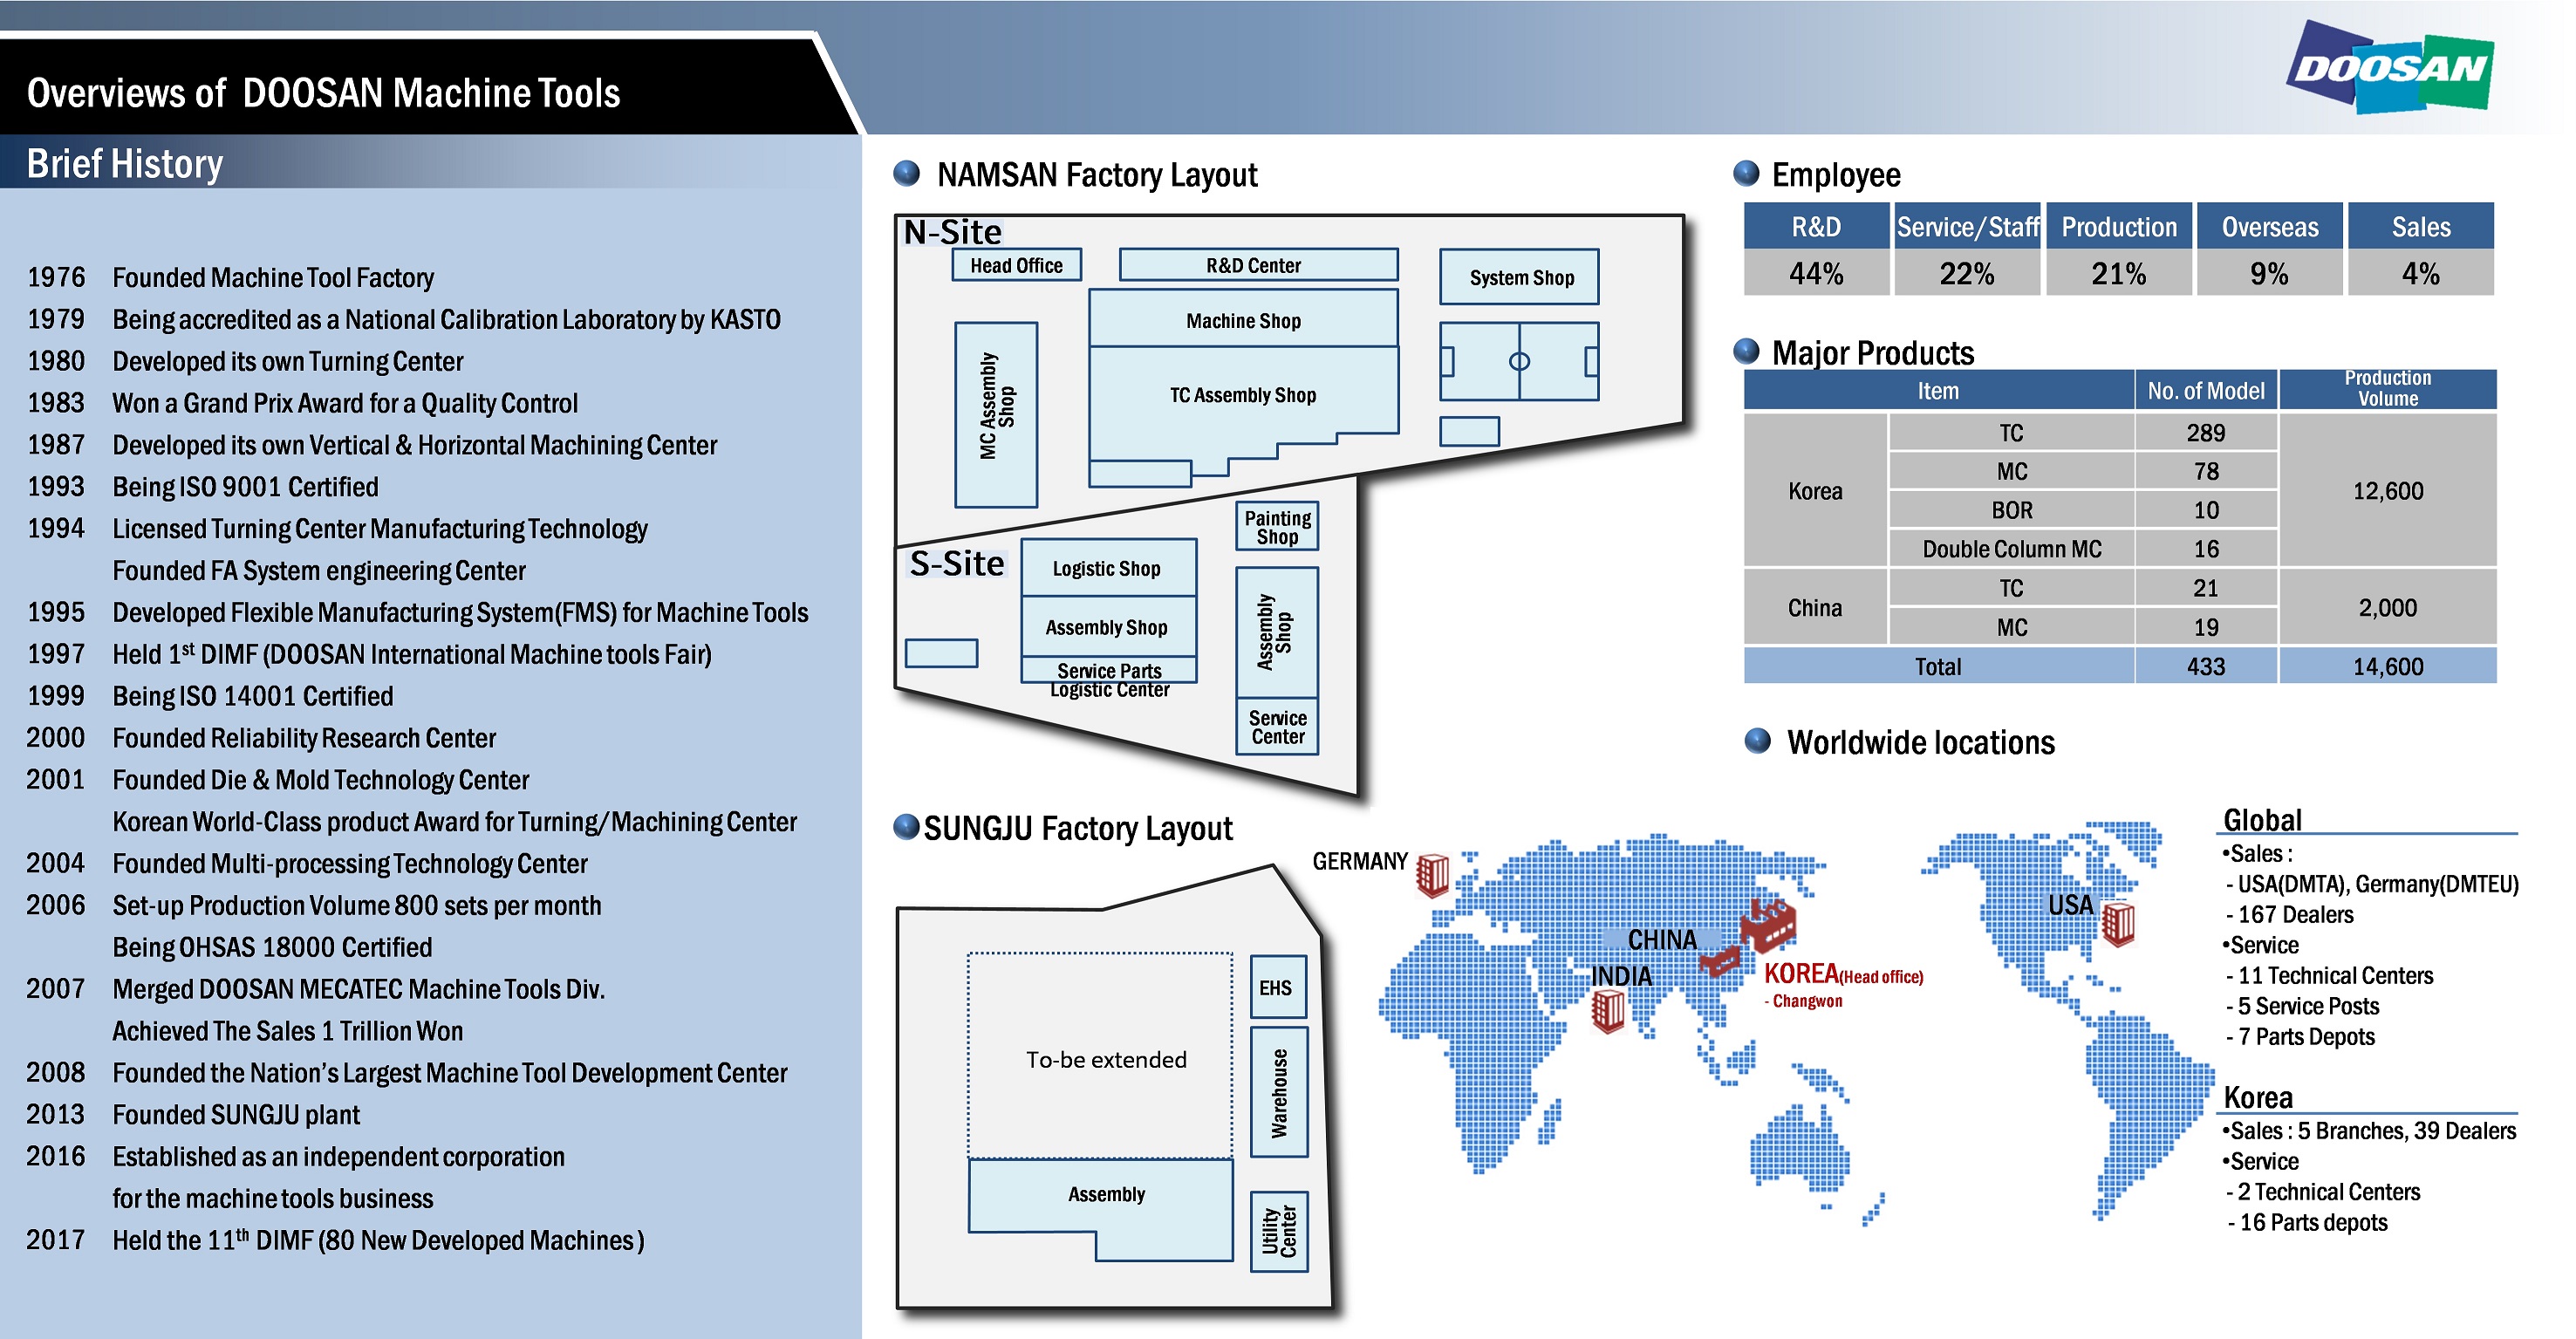 Overviews of DOOSAN Machine Tools
DOOSAN
Brief History
1976 Founded Machine Tool Factory
1979 Being accredited as a National Calibration Laboratory by KASTO
1980 Developed its own Turning Center
1983 Won a Grand Prix Award for a Quality Control
1987 Developed its own Vertical & Horizontal Machining Center
1993 Being ISO 9001 Certified
1994 Licensed Turning Center Manufacturing Technology
Founded FA System engineering Center
1995 Developed Flexible Manufacturing System(FMS) for Machine Tools
1997 Held 1st DIMF (DOOSAN International Machine tools Fair)
1999 Being ISO 14001 Certified
2000 Founded Reliability Research Center
2001 Founded Die & Mold Technology Center
Korean World-Class product Award for Turning/Machining Center
2004 Founded Multi-processing Technology Center
2006 Set-up Production Volume 800 sets per month
Being OHSAS 18000 Certified
2007 Merged DOOSAN MECATEC Machine Tools Div.
Achieved The Sales 1 Trillion Won
2008 Founded the Nation's Largest Machine Tool Development Center
2013 Founded SUNGJU plant
2016 Established as an independent corporation
for the machine tools business
2017 Held the 11th DIMF (80 New Developed Machines)
NAMSAN Factory Layout
N-Site
Head Office
R&D Center
System Shop
Machine Shop
MC Assembly
Shop
TC Assembly Shop
S-Site
Painting
Shop
Logistic Shop
Assembly Shop
Service Parts
Logistic Center
Assembly
Shop
Service
Center
SUNGJU Factory Layout
To-be extended
EHS
Warehouse
Assembly
Utility
Center
Employee
R&D Service/Staff Production Overseas Sales
44% 22% 21% 9% 4%
Major Products
Item No. of Model Production
Volume
Korea TC 289 12,600
MC 78
BOR 10
Double Column MC 16
China TC 21 2,000
MC 19
Total 433 14,600
Worldwide locations
GERMANY
CHINA
INDIA
KOREA(Head office)
- Changwon
USA
Global
•Sales :
- USA(DMTA), Germany(DMTEU)
- 167 Dealers
•Service
- 11 Technical Centers
- 5 Service Posts
- 7 Parts Depots
Korea
•Sales : 5 Branches, 39 Dealers
•Service
- 2 Technical Centers
- 16 Parts depots